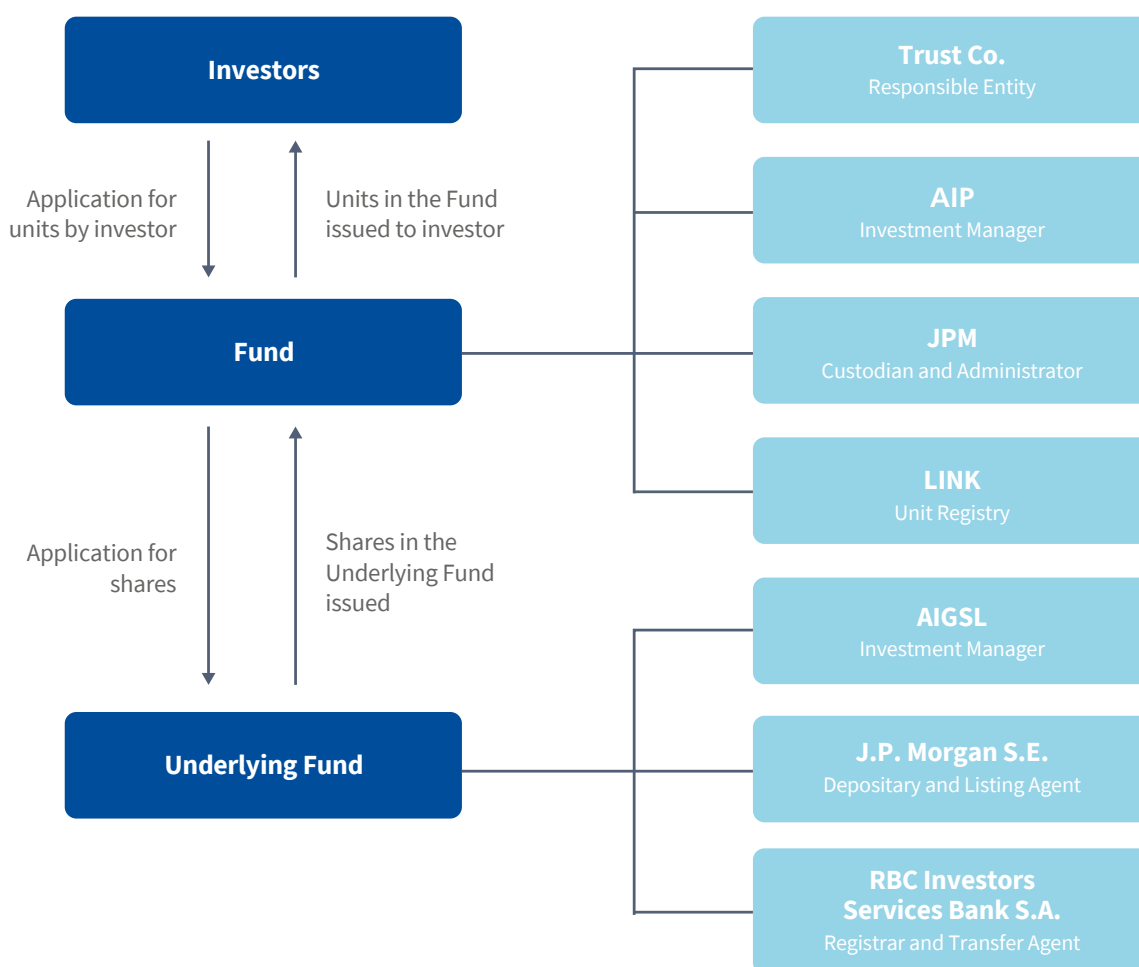 Investors
Application for
units by investor
Units in the Fund
issued to investor
Fund
Application for
shares
Shares in the
Underlying Fund
issued
Underlying Fund
Trust Co.
Responsible Entity
AIP
Investment Manager
JPM
Custodian and Administrator
LINK
Unit Registry
AIGSL
Investment Manager
J.P. Morgan S.E.
Depositary and Listing Agent
RBC Investors
Services Bank S.A.
Registrar and Transfer Agent